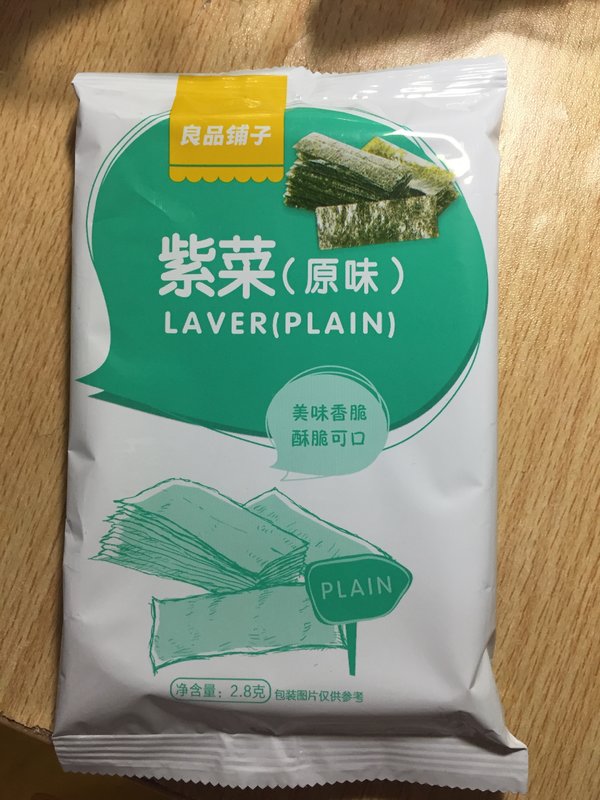 良品铺子
紫菜(原味)
LAVER(PLAIN)
美味香脆
酥脆可口
PLAIN
净含量：2.8克 包装图片仅供参考